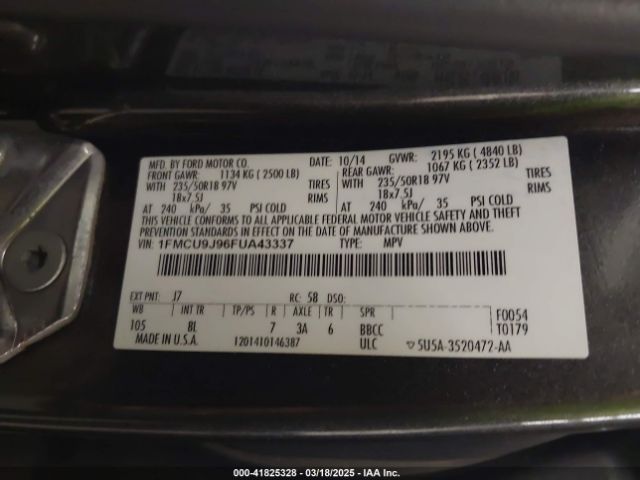 MFD. BY FORD MOTOR CO.
DATE: 10/14 GVWR: 2195 KG ( 4840 LB)
FRONT GAWR: 1134 KG ( 2500 LB) REAR GAWR: 1067 KG ( 2352 LB)
WITH 235/50R18 97V TIRES WITH 235/50R18 97V TIRES
18x7.5J RIMS 18x7.5J RIMS
AT 240 kPa/ 35 PSI COLD AT 240 kPa/ 35 PSI COLD
THIS VEHICLE CONFORMS TO ALL APPLICABLE FEDERAL MOTOR VEHICLE SAFETY AND THEFT
PREVENTION STANDARDS IN EFFECT ON THE DATE OF MANUFACTURE SHOWN ABOVE.
VIN: 1FMCU9J96FUA43337 TYPE: MPV
EXT PNT: J7 RC: 58 DSO:
WB INT TR TP/PS R AXLE TR SPR
105 8L 7 3A 6 BBCC
F0054
T0179
MADE IN U.S.A. 1201410146387 ULC 5U5A-3520472-AA
©-41825328 - 03/18/2025 - IAA Inc.